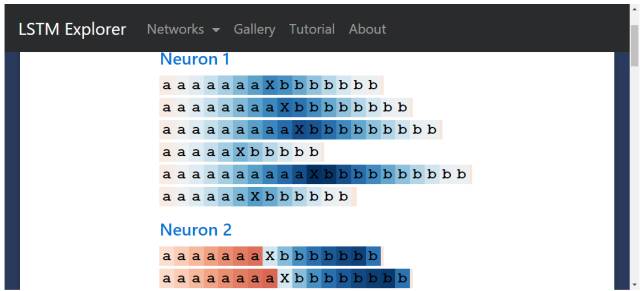 LSTM Explorer Networks Gallery Tutorial About
Neuron 1
a a a a a a a X b b b b b b b
a a a a a a a a X b b b b b b b b
a a a a a a a a a X b b b b b b b b b
a a a a a X b b b b b
a a a a a a a a a a X b b b b b b b b b b
a a a a a a X b b b b b b
Neuron 2
a a a a a a a X b b b b b b b
a a a a a a a a X b b b b b b b b